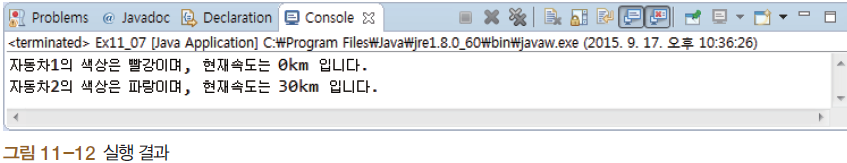 Problems @ Javadoc Declaration Console
<terminated> Ex11_07 [Java Application] C:₩Program Files₩Java₩jre1.8.0_60₩bin₩javaw.exe (2015. 9. 17. 오후 10:36:26)
자동차1의 색상은 빨강이며, 현재속도는 0km 입니다.
자동차2의 색상은 파랑이며, 현재속도는 30km 입니다.
그림 11-12 실행 결과